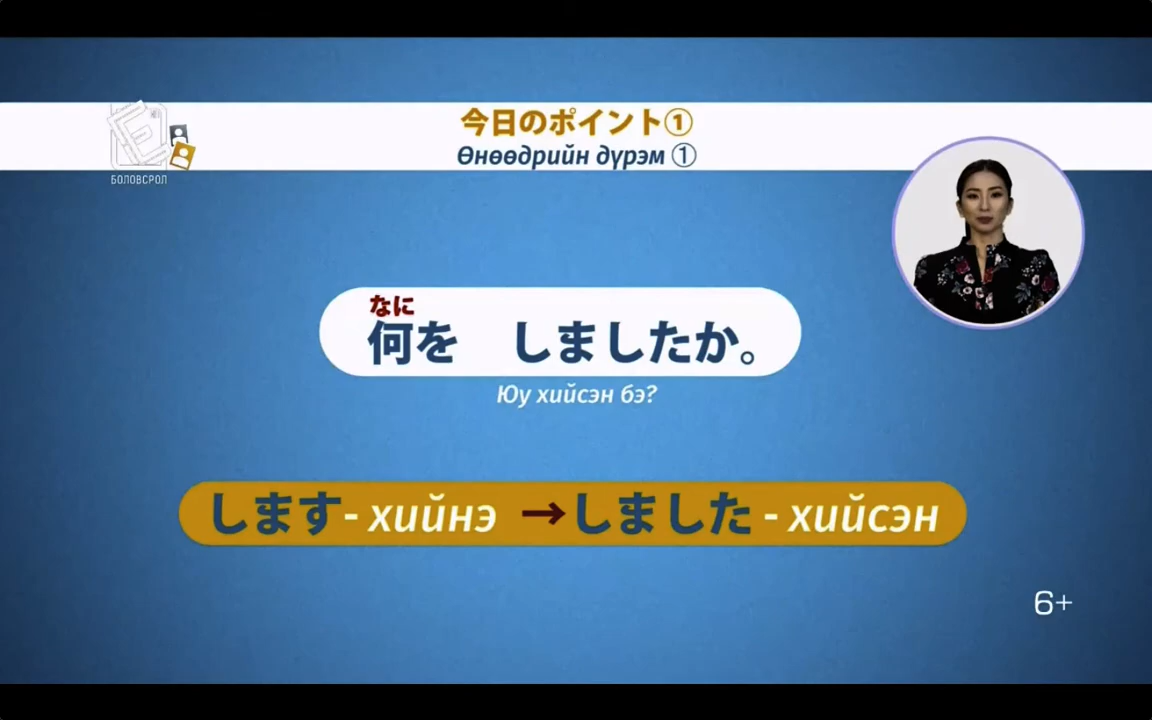 今日のポイント①
Өнөөдрийн дүрэм ①
БОЛОВСРОЛ
なに
何を　しましたか。
Юу хийсэн бэ?
します- хийнэ →しました - хийсэн
6+